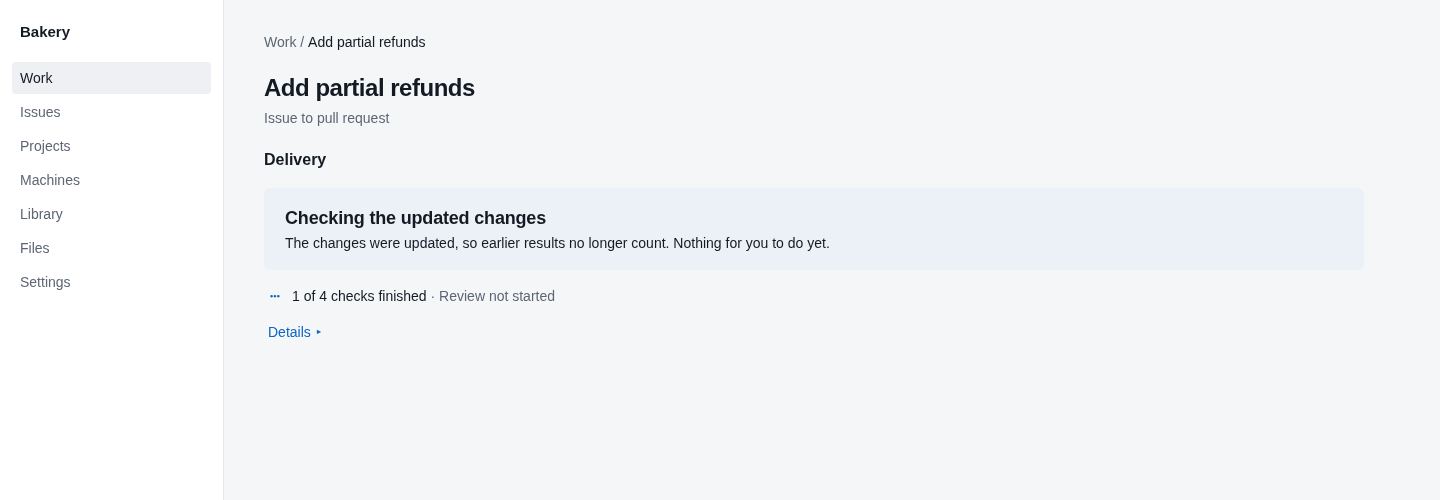 Bakery
Work
Issues
Projects
Machines
Library
Files
Settings
Work / Add partial refunds
Add partial refunds
Issue to pull request
Delivery
Checking the updated changes
The changes were updated, so earlier results no longer count. Nothing for you to do yet.
1 of 4 checks finished · Review not started
Details